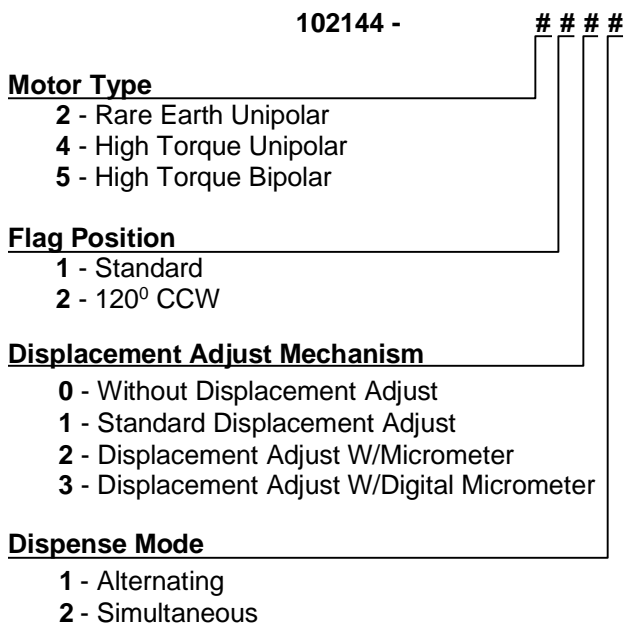 102144 - # # # #
Motor Type
2 - Rare Earth Unipolar
4 - High Torque Unipolar
5 - High Torque Bipolar
Flag Position
1 - Standard
2 - 120⁰ CCW
Displacement Adjust Mechanism
0 - Without Displacement Adjust
1 - Standard Displacement Adjust
2 - Displacement Adjust W/Micrometer
3 - Displacement Adjust W/Digital Micrometer
Dispense Mode
1 - Alternating
2 - Simultaneous